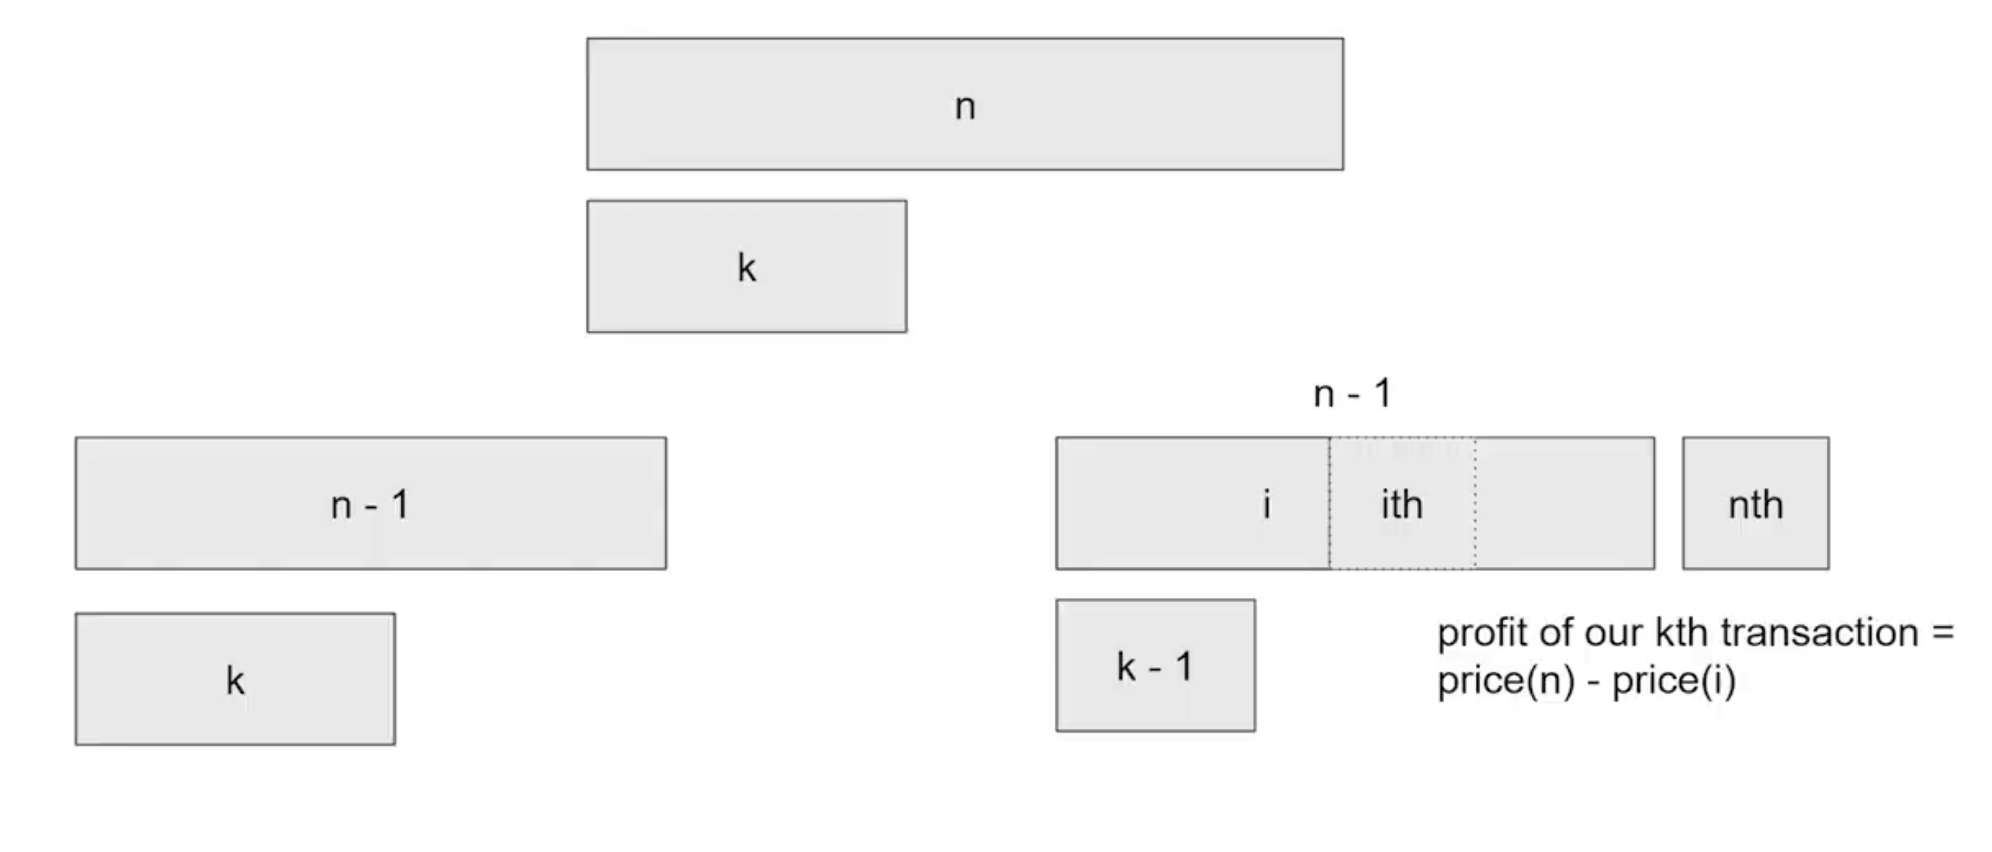 n
k
n - 1
n - 1
i
ith
nth
k
k - 1
profit of our kth transaction =
price(n) - price(i)